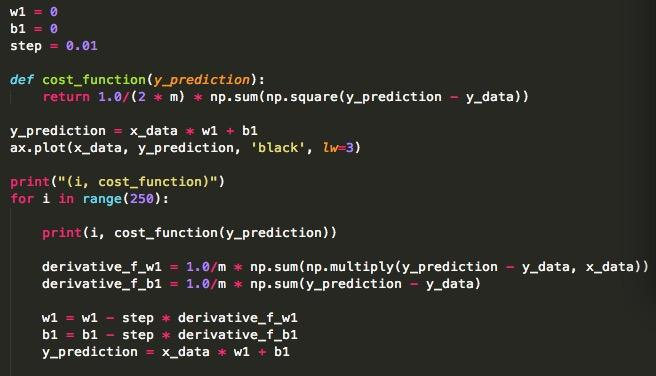 w1 = 0
b1 = 0
step = 0.01
def cost_function(y_prediction):
return 1.0/(2 * m) * np.sum(np.square(y_prediction - y_data))
y_prediction = x_data * w1 + b1
ax.plot(x_data, y_prediction, 'black', lw=3)
print("(i, cost_function)")
for i in range(250):
print(i, cost_function(y_prediction))
derivative_f_w1 = 1.0/m * np.sum(np.multiply(y_prediction - y_data, x_data))
derivative_f_b1 = 1.0/m * np.sum(y_prediction - y_data)
w1 = w1 - step * derivative_f_w1
b1 = b1 - step * derivative_f_b1
y_prediction = x_data * w1 + b1